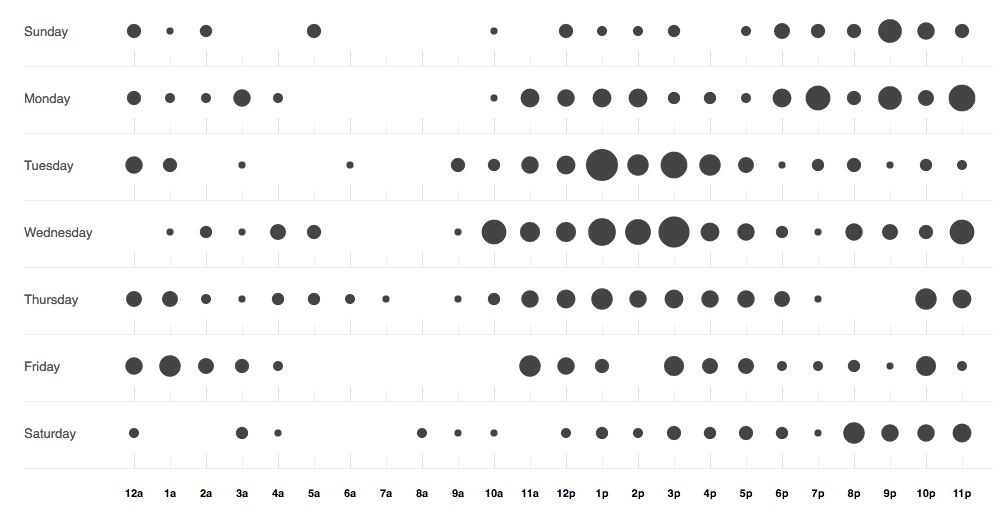 Sunday
Monday
Tuesday
Wednesday
Thursday
Friday
Saturday
12a 1a 2a 3a 4a 5a 6a 7a 8a 9a 10a 11a 12p 1p 2p 3p 4p 5p 6p 7p 8p 9p 10p 11p